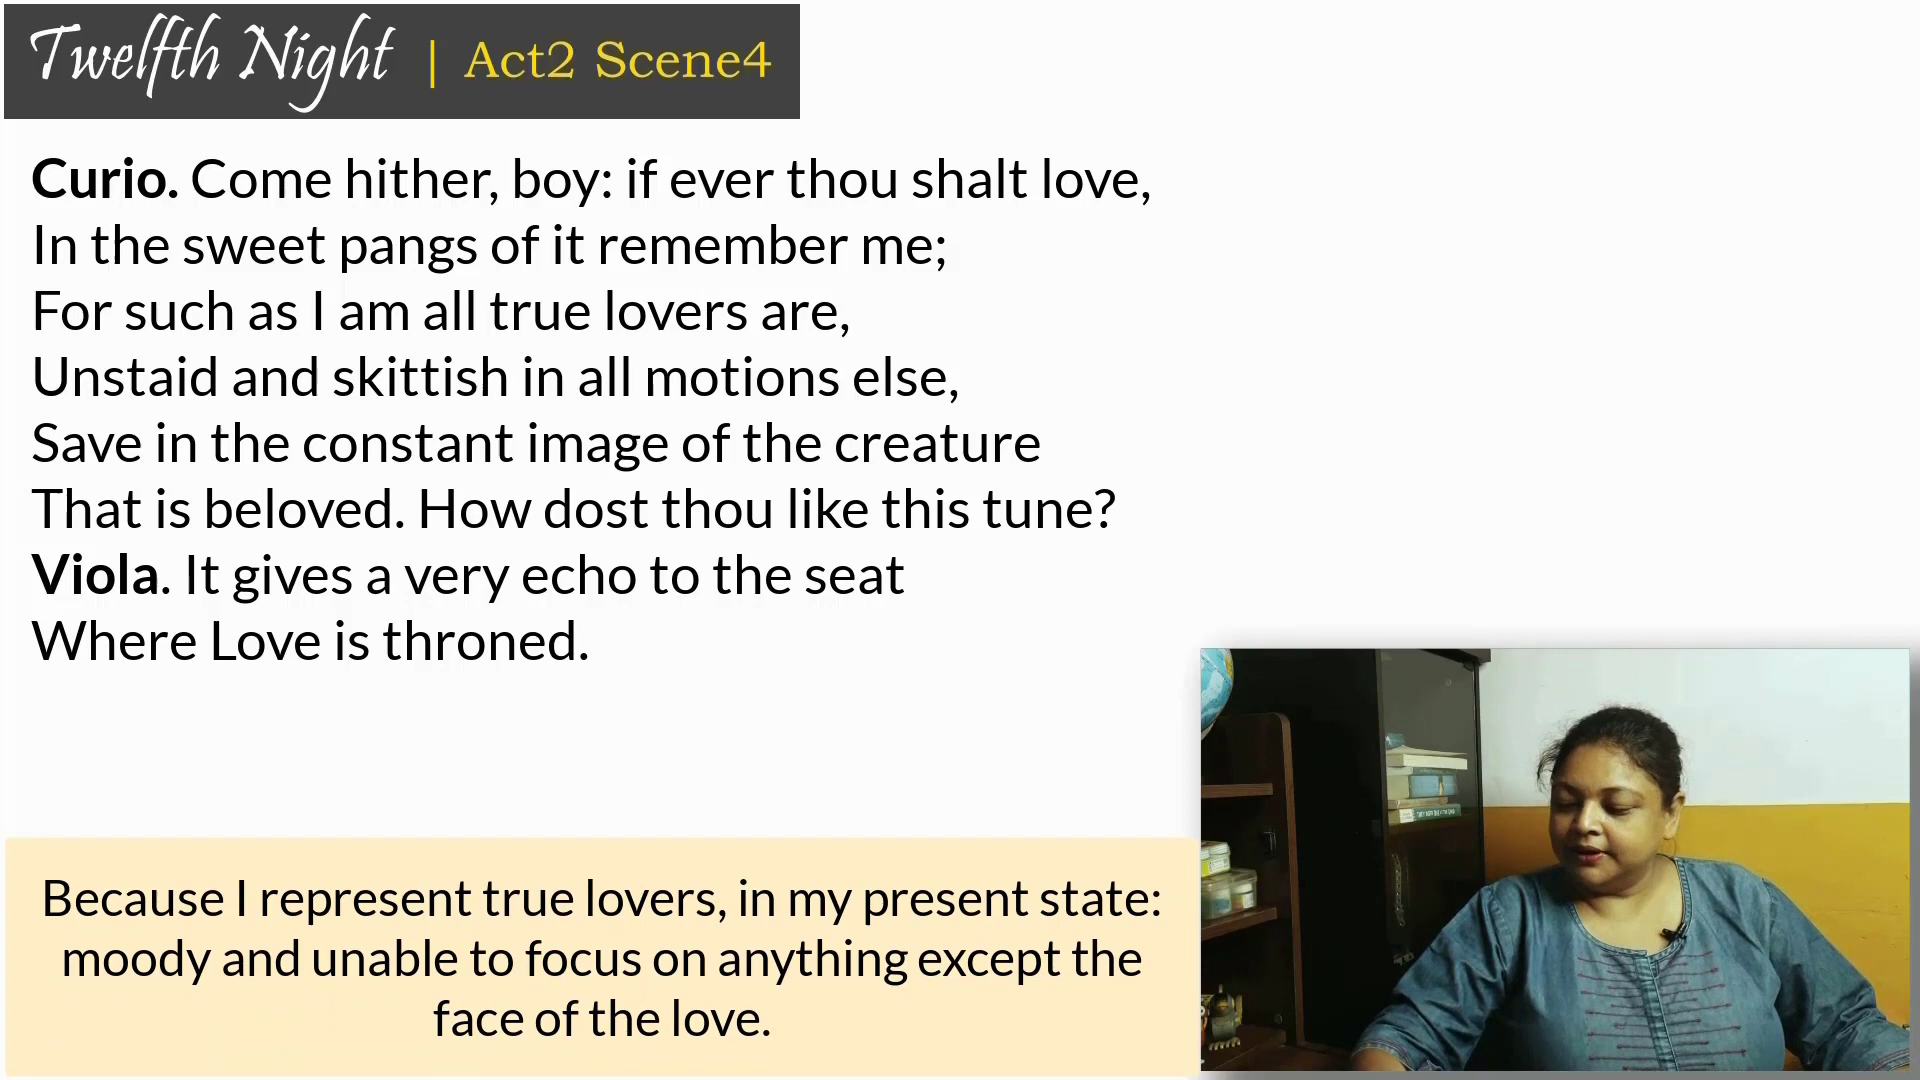 Twelfth Night | Act2 Scene4
Curio. Come hither, boy: if ever thou shalt love,
In the sweet pangs of it remember me;
For such as I am all true lovers are,
Unstaid and skittish in all motions else,
Save in the constant image of the creature
That is beloved. How dost thou like this tune?
Viola. It gives a very echo to the seat
Where Love is throned.
Because I represent true lovers, in my present state:
moody and unable to focus on anything except the
face of the love.